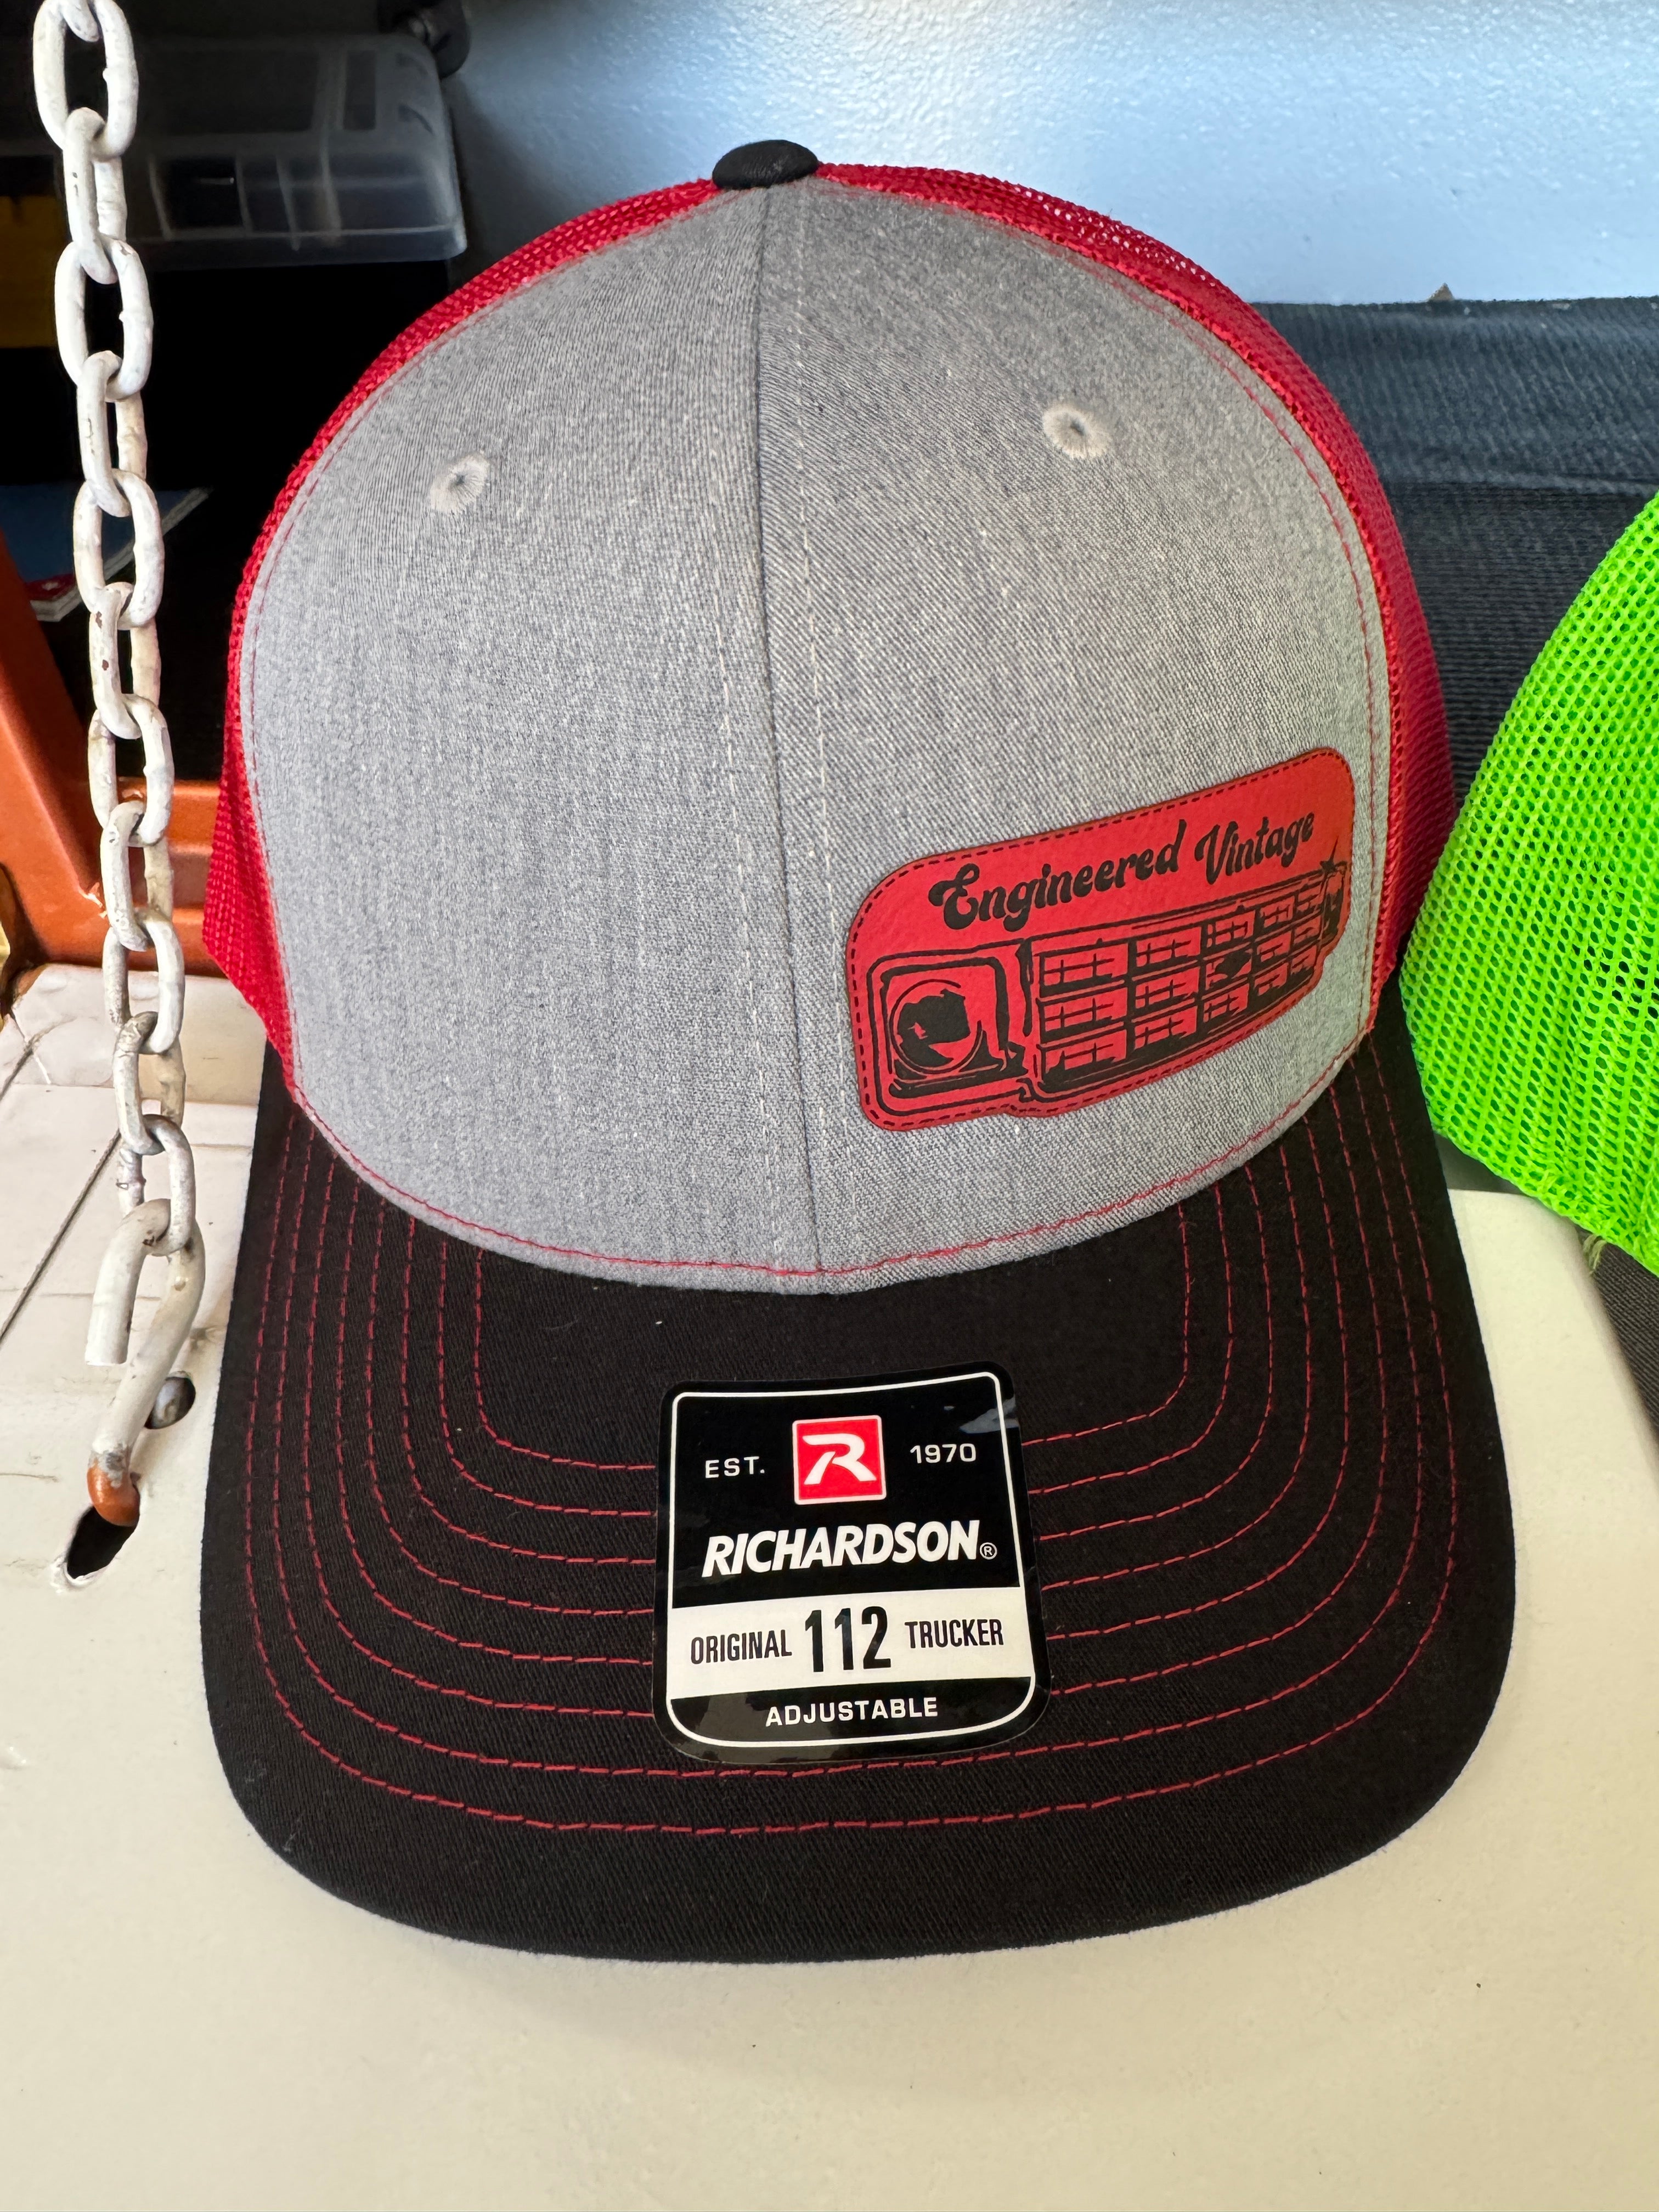 Engineered Vintage
EST. R 1970
RICHARDSON®
ORIGINAL 112 TRUCKER
ADJUSTABLE